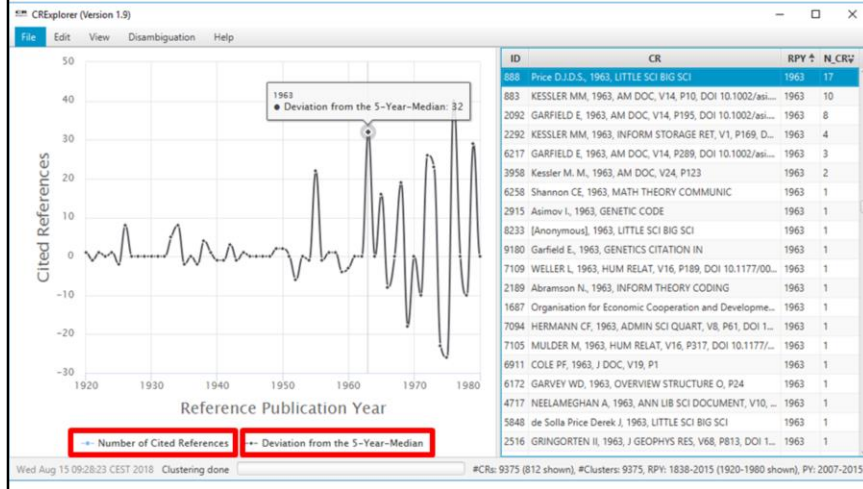 CRExplorer (Version 1.9)
File Edit View Disambiguation Help
50
40
30
20
10
0
−10
−20
−30
Cited References
1963
Deviation from the 5-Year-Median: 32
1920 1930 1940 1950 1960 1970 1980
Reference Publication Year
Number of Cited References Deviation from the 5-Year-Median
ID CR RPY N_CR
888 Price D.J.D.S., 1963, LITTLE SCI BIG SCI 1963 17
883 KESSLER MM, 1963, AM DOC, V14, P10, DOI 10.1002/asi.... 1963 10
2092 GARFIELD E, 1963, AM DOC, V14, P195, DOI 10.1002/asi.... 1963 8
2292 KESSLER MM, 1963, INFORM STORAGE RET, V1, P169, D... 1963 4
6217 GARFIELD E, 1963, AM DOC, V14, P289, DOI 10.1002/asi.... 1963 3
3958 Kessler M. M., 1963, AM DOC, V24, P123 1963 2
6258 Shannon CE, 1963, MATH THEORY COMMUNIC 1963 1
2915 Asimov I., 1963, GENETIC CODE 1963 1
8233 [Anonymous], 1963, LITTLE SCI BIG SCI 1963 1
9180 Garfield E., 1963, GENETICS CITATION IN 1963 1
7109 WELLER L, 1963, HUM RELAT, V16, P189, DOI 10.1177/00... 1963 1
2189 Abramson N., 1963, INFORM THEORY CODING 1963 1
1687 Organisation for Economic Cooperation and Developme... 1963 1
7094 HERMANN CF, 1963, ADMIN SCI QUART, V8, P61, DOI 1... 1963 1
7105 MULDER M, 1963, HUM RELAT, V16, P317, DOI 10.1177/... 1963 1
6911 COLE PF, 1963, J DOC, V19, P1 1963 1
6172 GARVEY WD, 1963, OVERVIEW STRUCTURE O, P24 1963 1
4717 NEELAMEGHAN A, 1963, ANN LIB SCI DOCUMENT, V10, ... 1963 1
5848 de Solla Price Derek J, 1963, LITTLE SCI BIG SCI 1963 1
2516 GRINGORTEN II, 1963, J GEOPHYS RES, V68, P813, DOI 1... 1963 1
Wed Aug 15 09:28:23 CEST 2018 Clustering done #CRs: 9375 (812 shown), #Clusters: 9375, RPY: 1838-2015 (1920-1980 shown), PY: 2007-2015